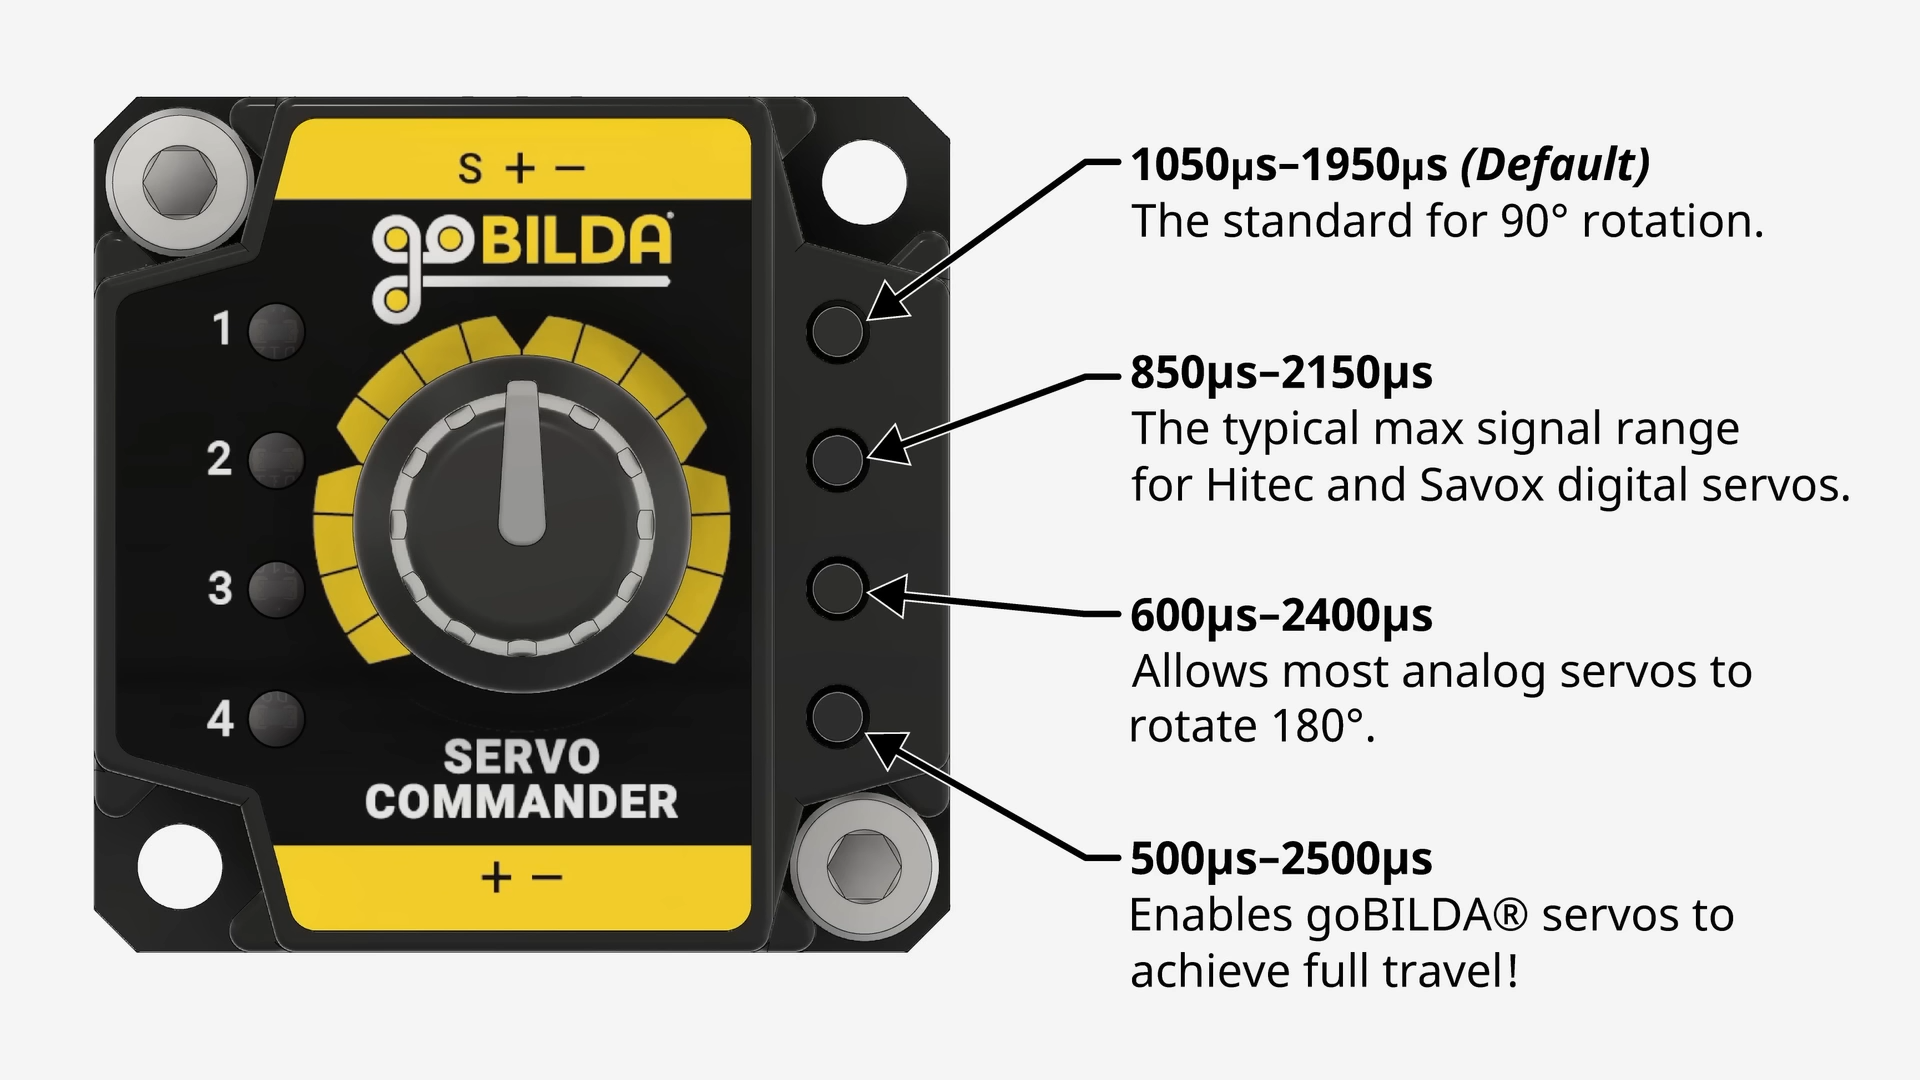 S + −
goBILDA®
1
2
3
4
SERVO
COMMANDER
+ −
1050µs–1950µs (Default)
The standard for 90° rotation.
850µs–2150µs
The typical max signal range
for Hitec and Savox digital servos.
600µs–2400µs
Allows most analog servos to
rotate 180°.
500µs–2500µs
Enables goBILDA® servos to
achieve full travel!